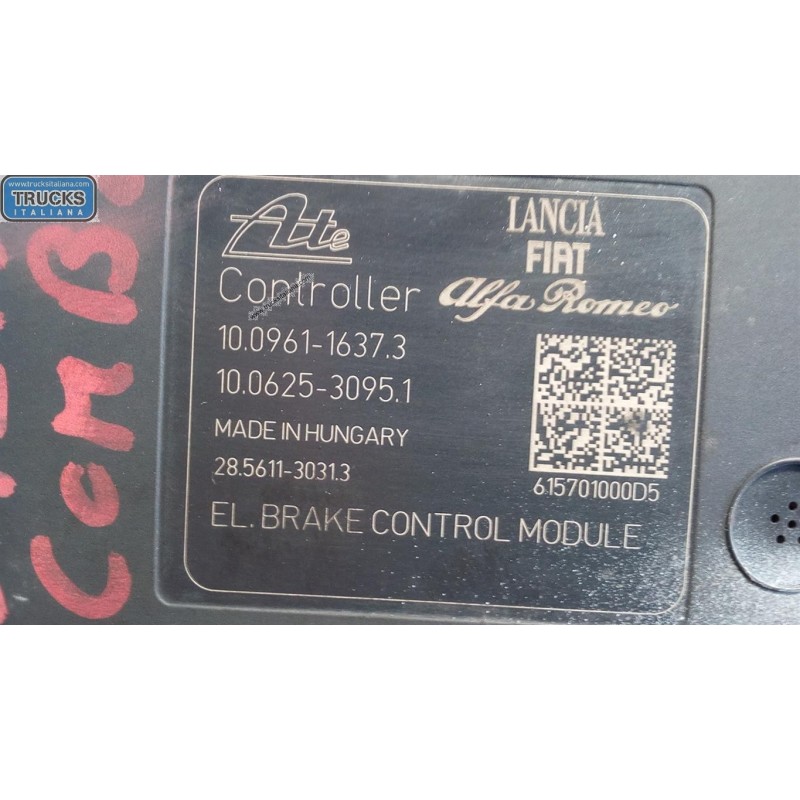 www.trucksitaliana.com
TRUCKS
ITALIANA
COMB.
Ate
LANCIA
FIAT
Alfa Romeo
Controller
10.0961-1637.3
10.0625-3095.1
MADE IN HUNGARY
28.5611-3031.3
615701000D5
EL. BRAKE CONTROL MODULE